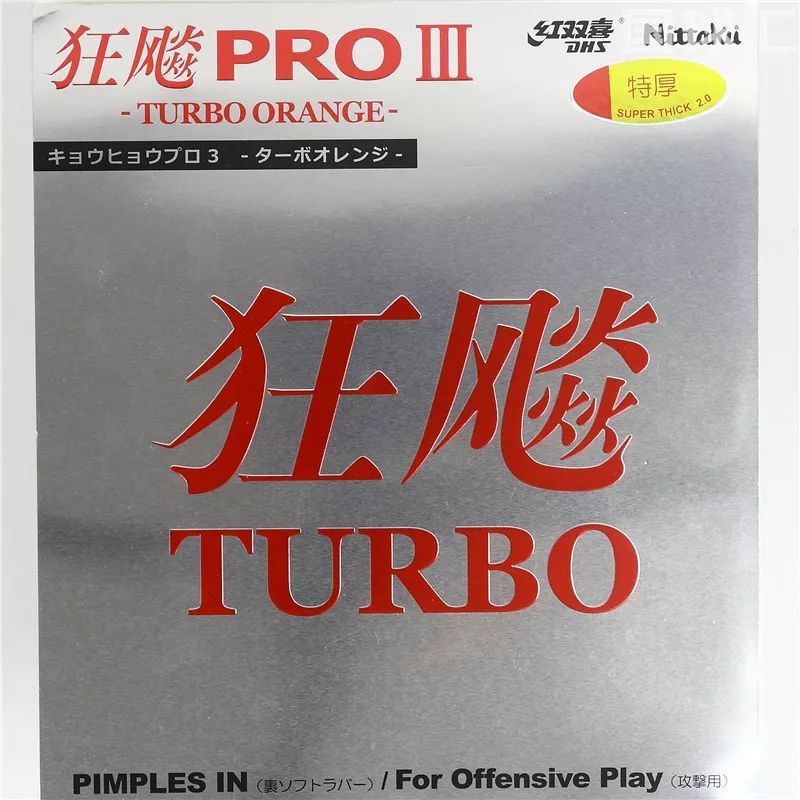 狂飚 PRO III
- TURBO ORANGE -
キョウヒョウプロ3 -ターボオレンジ-
红双喜® Nittaku
DHS
特厚
SUPER THICK 2.0
狂飚
TURBO
PIMPLES IN (裏ソフトラバー) / For Offensive Play (攻撃用)